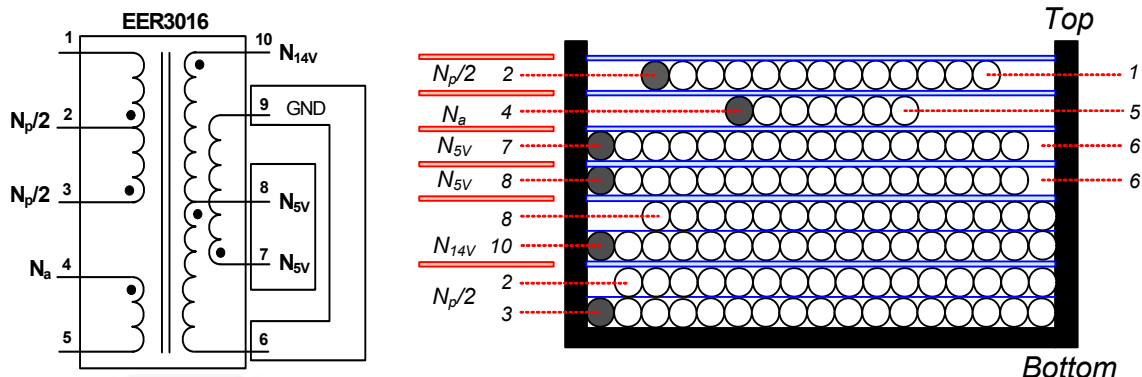 EER3016
1
10
N14V
9
GND
2
Np/2
8
N5V
3
Np/2
7
N5V
4
Na
5
6
Top
Np/2 2 1
Na 4 5
N5V 7 6
N5V 8 6
8
N14V 10
2
Np/2
3
Bottom